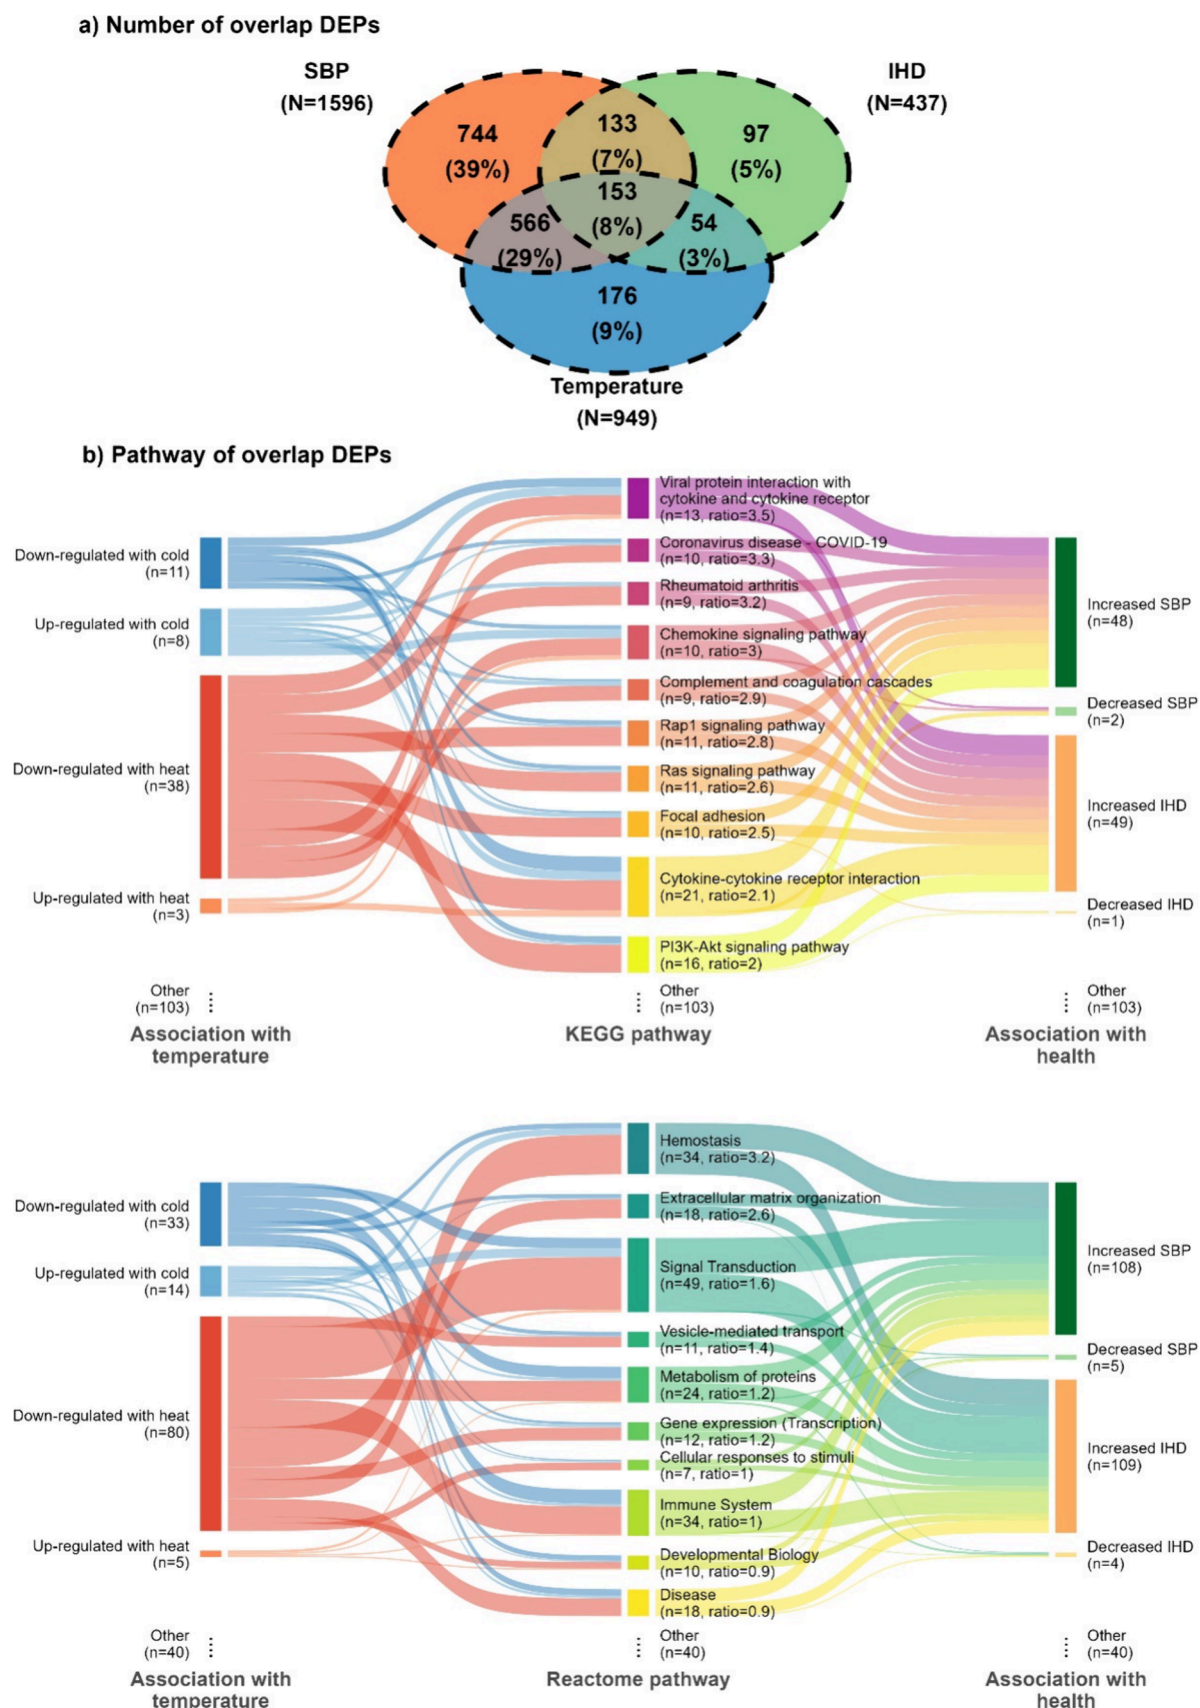 a) Number of overlap DEPs
SBP
(N=1596)
IHD
(N=437)
744
(39%)
133
(7%)
97
(5%)
153
(8%)
566
(29%)
54
(3%)
176
(9%)
Temperature
(N=949)
b) Pathway of overlap DEPs
Down-regulated with cold
(n=11)
Up-regulated with cold
(n=8)
Down-regulated with heat
(n=38)
Up-regulated with heat
(n=3)
Other
(n=103)
Association with
temperature
Viral protein interaction with
cytokine and cytokine receptor
(n=13, ratio=3.5)
Coronavirus disease - COVID-19
(n=10, ratio=3.3)
Rheumatoid arthritis
(n=9, ratio=3.2)
Chemokine signaling pathway
(n=10, ratio=3)
Complement and coagulation cascades
(n=9, ratio=2.9)
Rap1 signaling pathway
(n=11, ratio=2.8)
Ras signaling pathway
(n=11, ratio=2.6)
Focal adhesion
(n=10, ratio=2.5)
Cytokine-cytokine receptor interaction
(n=21, ratio=2.1)
PI3K-Akt signaling pathway
(n=16, ratio=2)
Other
(n=103)
KEGG pathway
Increased SBP
(n=48)
Decreased SBP
(n=2)
Increased IHD
(n=49)
Decreased IHD
(n=1)
Other
(n=103)
Association with
health
Down-regulated with cold
(n=33)
Up-regulated with cold
(n=14)
Down-regulated with heat
(n=80)
Up-regulated with heat
(n=5)
Other
(n=40)
Association with
temperature
Hemostasis
(n=34, ratio=3.2)
Extracellular matrix organization
(n=18, ratio=2.6)
Signal Transduction
(n=49, ratio=1.6)
Vesicle-mediated transport
(n=11, ratio=1.4)
Metabolism of proteins
(n=24, ratio=1.2)
Gene expression (Transcription)
(n=12, ratio=1.2)
Cellular responses to stimuli
(n=7, ratio=1)
Immune System
(n=34, ratio=1)
Developmental Biology
(n=10, ratio=0.9)
Disease
(n=18, ratio=0.9)
Other
(n=40)
Reactome pathway
Increased SBP
(n=108)
Decreased SBP
(n=5)
Increased IHD
(n=109)
Decreased IHD
(n=4)
Other
(n=40)
Association with
health